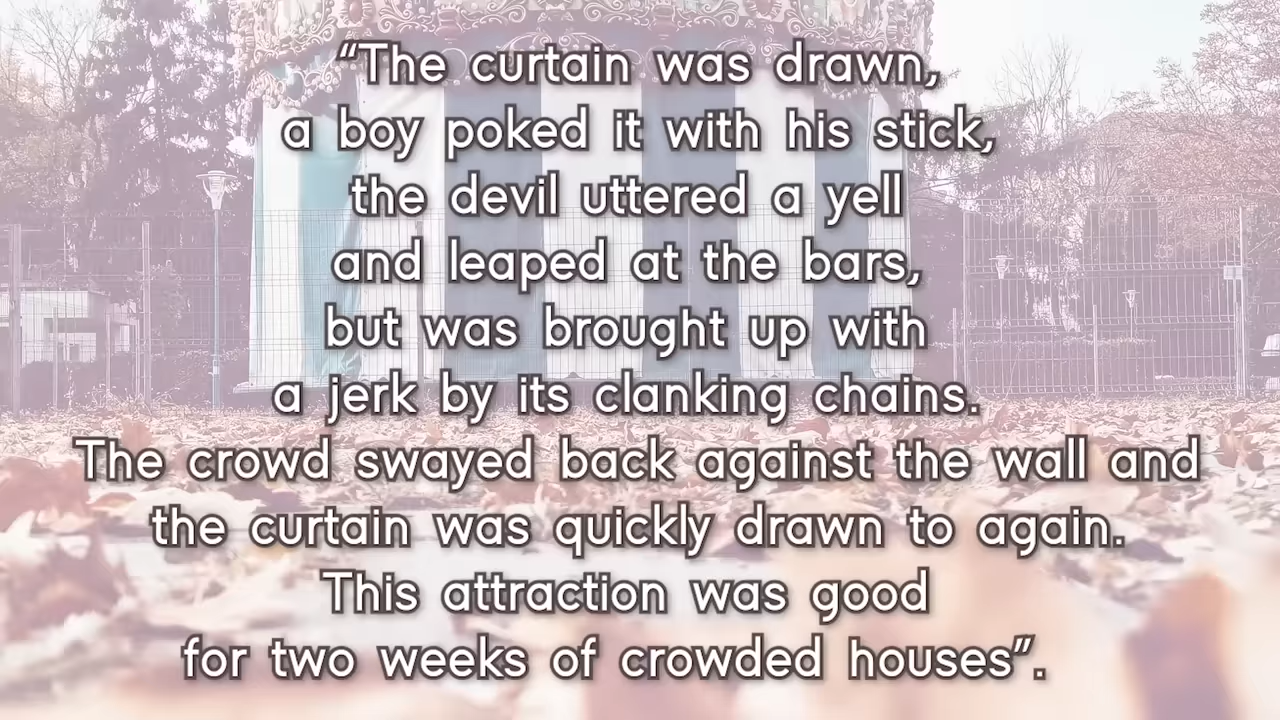 “The curtain was drawn,
a boy poked it with his stick,
the devil uttered a yell
and leaped at the bars,
but was brought up with
a jerk by its clanking chains.
The crowd swayed back against the wall and
the curtain was quickly drawn to again.
This attraction was good
for two weeks of crowded houses”.